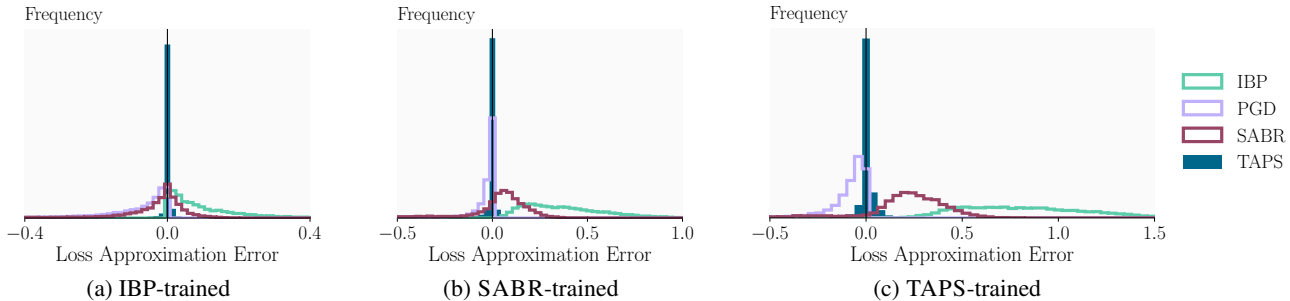 Frequency
−0.4 0.0 0.4
Loss Approximation Error
(a) IBP-trained
Frequency
−0.5 0.0 0.5 1.0
Loss Approximation Error
(b) SABR-trained
Frequency
−0.5 0.0 0.5 1.0 1.5
Loss Approximation Error
(c) TAPS-trained
IBP
PGD
SABR
TAPS